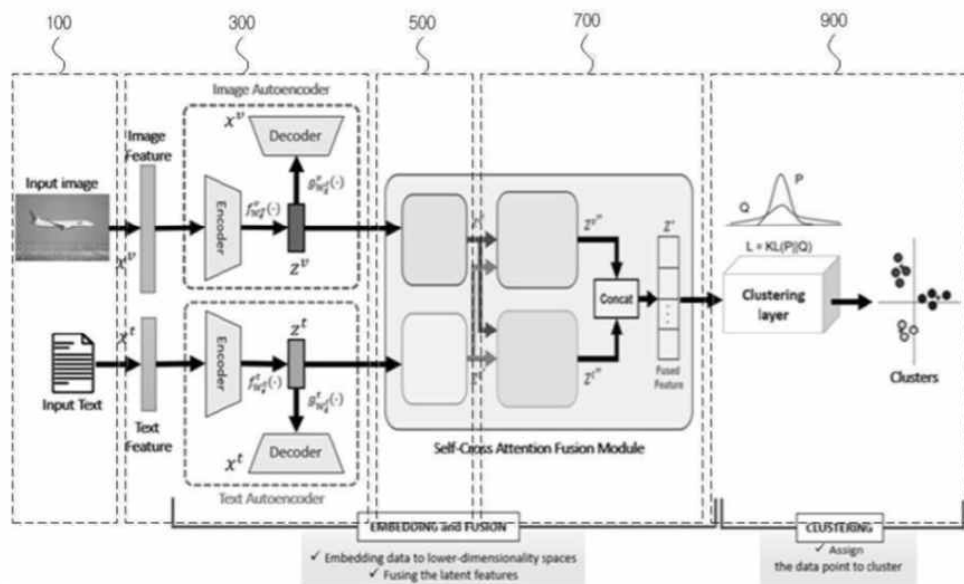 100
300
500
700
900
Image Autoencoder
Image
Feature
Input image
x^v
x^v
Decoder
Encoder
z^v
Input Text
x^t
Text
Feature
Encoder
z^t
x^t
Decoder
Text Autoencoder
Concat
Fused
Feature
Self-Cross Attention Fusion Module
P
Q
L = KL(P||Q)
Clustering
layer
Clusters
EMBEDDING and FUSION
✓ Embedding data to lower-dimensionality spaces
✓ Fusing the latent features
CLUSTERING
✓ Assign
the data point to cluster